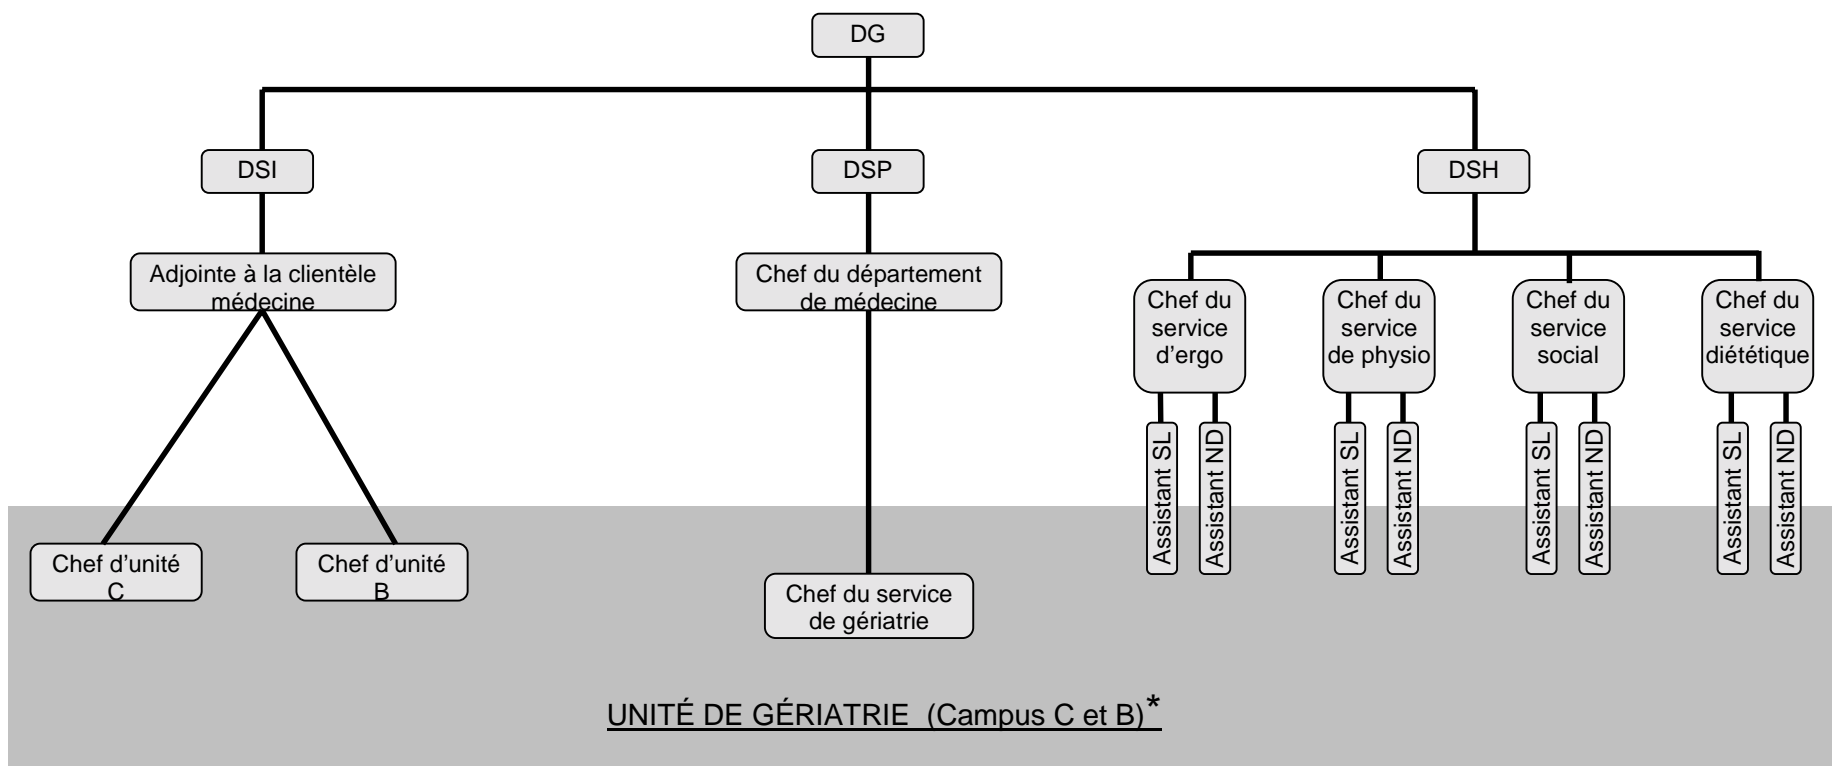 DG
DSI
DSP
DSH
Adjointe à la clientèle
médecine
Chef du département
de médecine
Chef du
service
d’ergo
Chef du
service
de physio
Chef du
service
social
Chef du
service
diététique
Assistant SL
Assistant ND
Assistant SL
Assistant ND
Assistant SL
Assistant ND
Assistant SL
Assistant ND
Chef d’unité
C
Chef d’unité
B
Chef du service
de gériatrie
UNITÉ DE GÉRIATRIE (Campus C et B)*